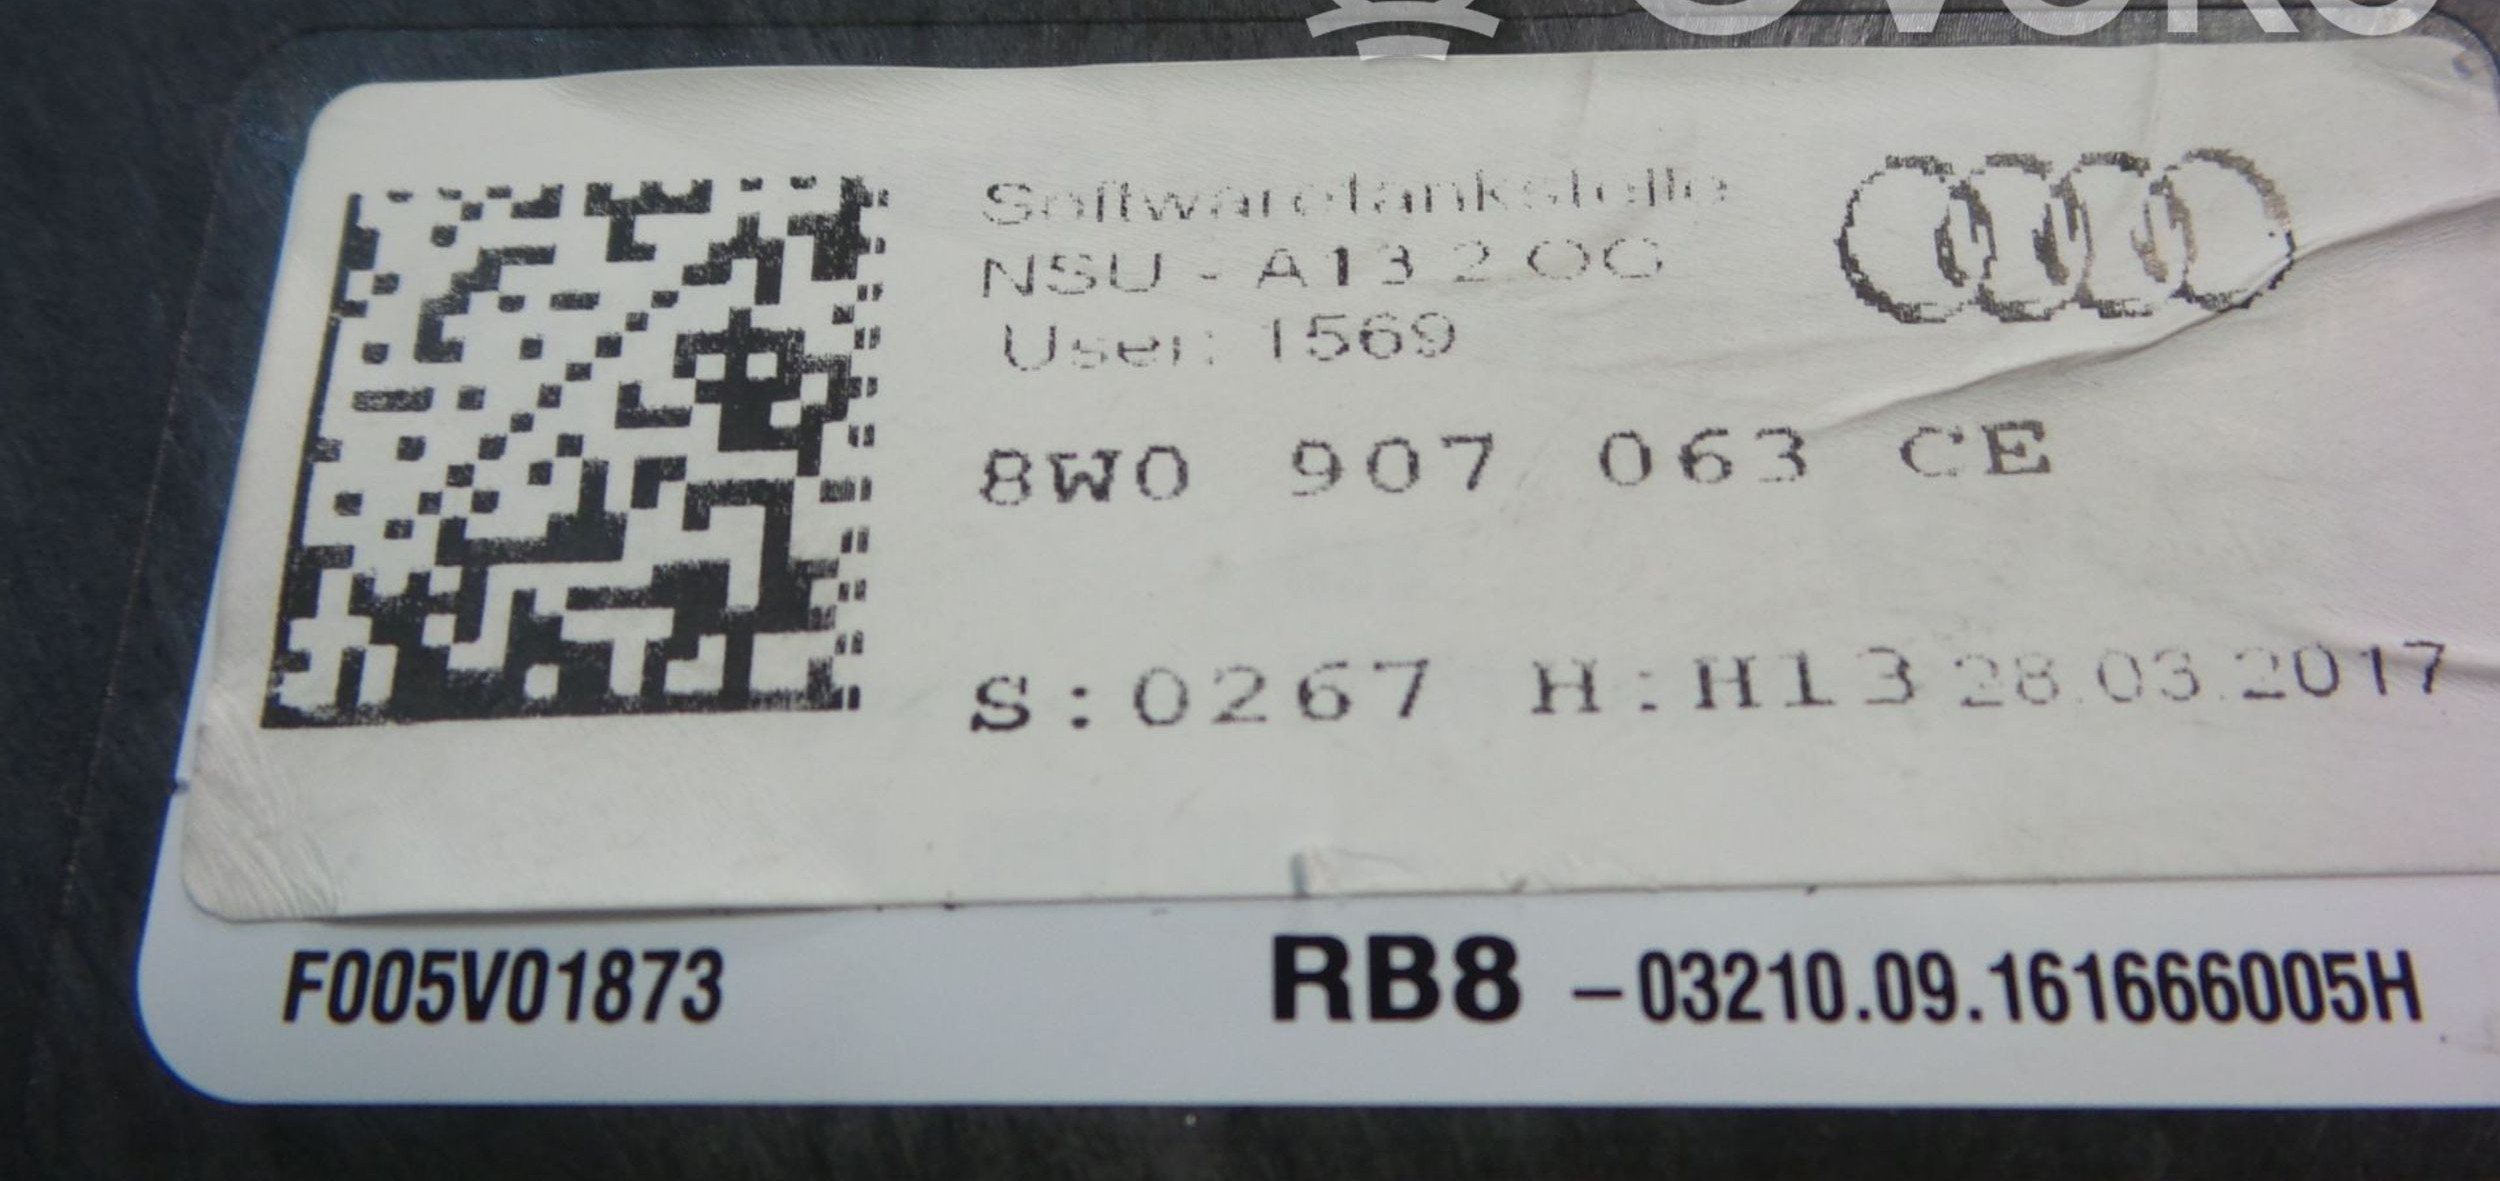 Softwaretankstelle
NSU - A13 2.OG
User: 1569
8W0 907 063 CE
S:0267 H:H13 28.03.2017
F005V01873
RB8 –03210.09.161666005H